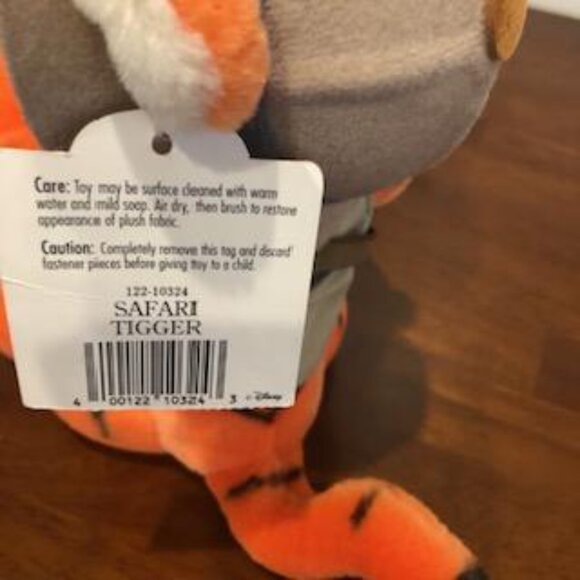 Care: Toy may be surface cleaned with warm
water and mild soap. Air dry, then brush to restore
appearance of plush fabric.
Caution: Completely remove this tag and discard
fastener pieces before giving toy to a child.
122-10324
SAFARI
TIGGER
4 00122 10324 3 © Disney